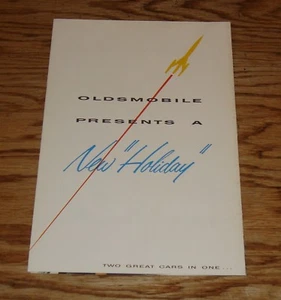 OLDSMOBILE
PRESENTS A
New "Holiday"
TWO GREAT CARS IN ONE...